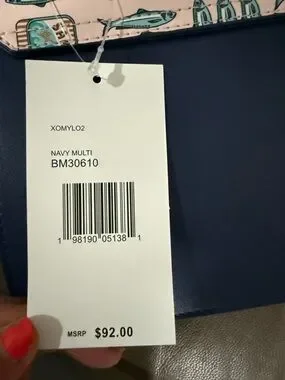 XOMYLO2
NAVY MULTI
BM30610
1 98190 05138 1
MSRP $92.00